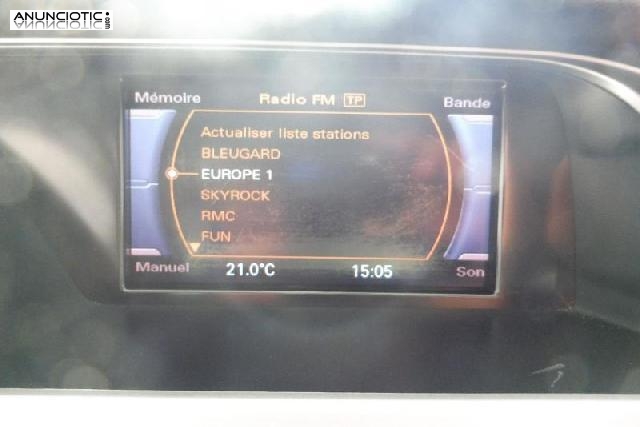 ANUNCIOTIC.com
Mémoire Radio FM TP Bande
Actualiser liste stations
BLEUGARD
EUROPE 1
SKYROCK
RMC
FUN
Manuel 21.0°C 15:05 Son